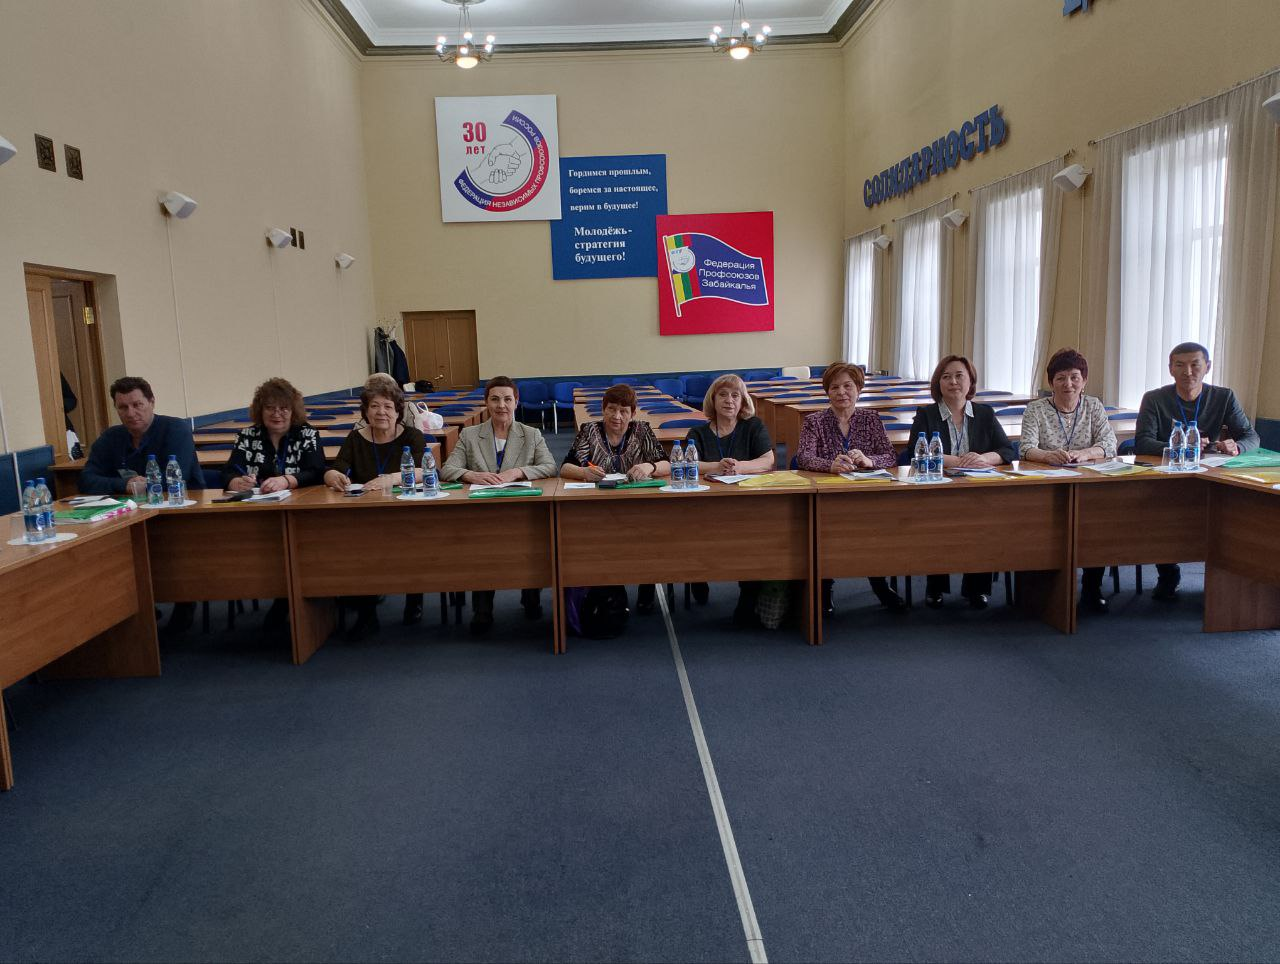 30
лет
ФЕДЕРАЦИЯ НЕЗАВИСИМЫХ ПРОФСОЮЗОВ РОССИИ
Гордимся прошлым,
боремся за настоящее,
верим в будущее!
Молодёжь-
стратегия
будущего!
Федерация
Профсоюзов
Забайкалья
СОЛИДАРНОСТЬ